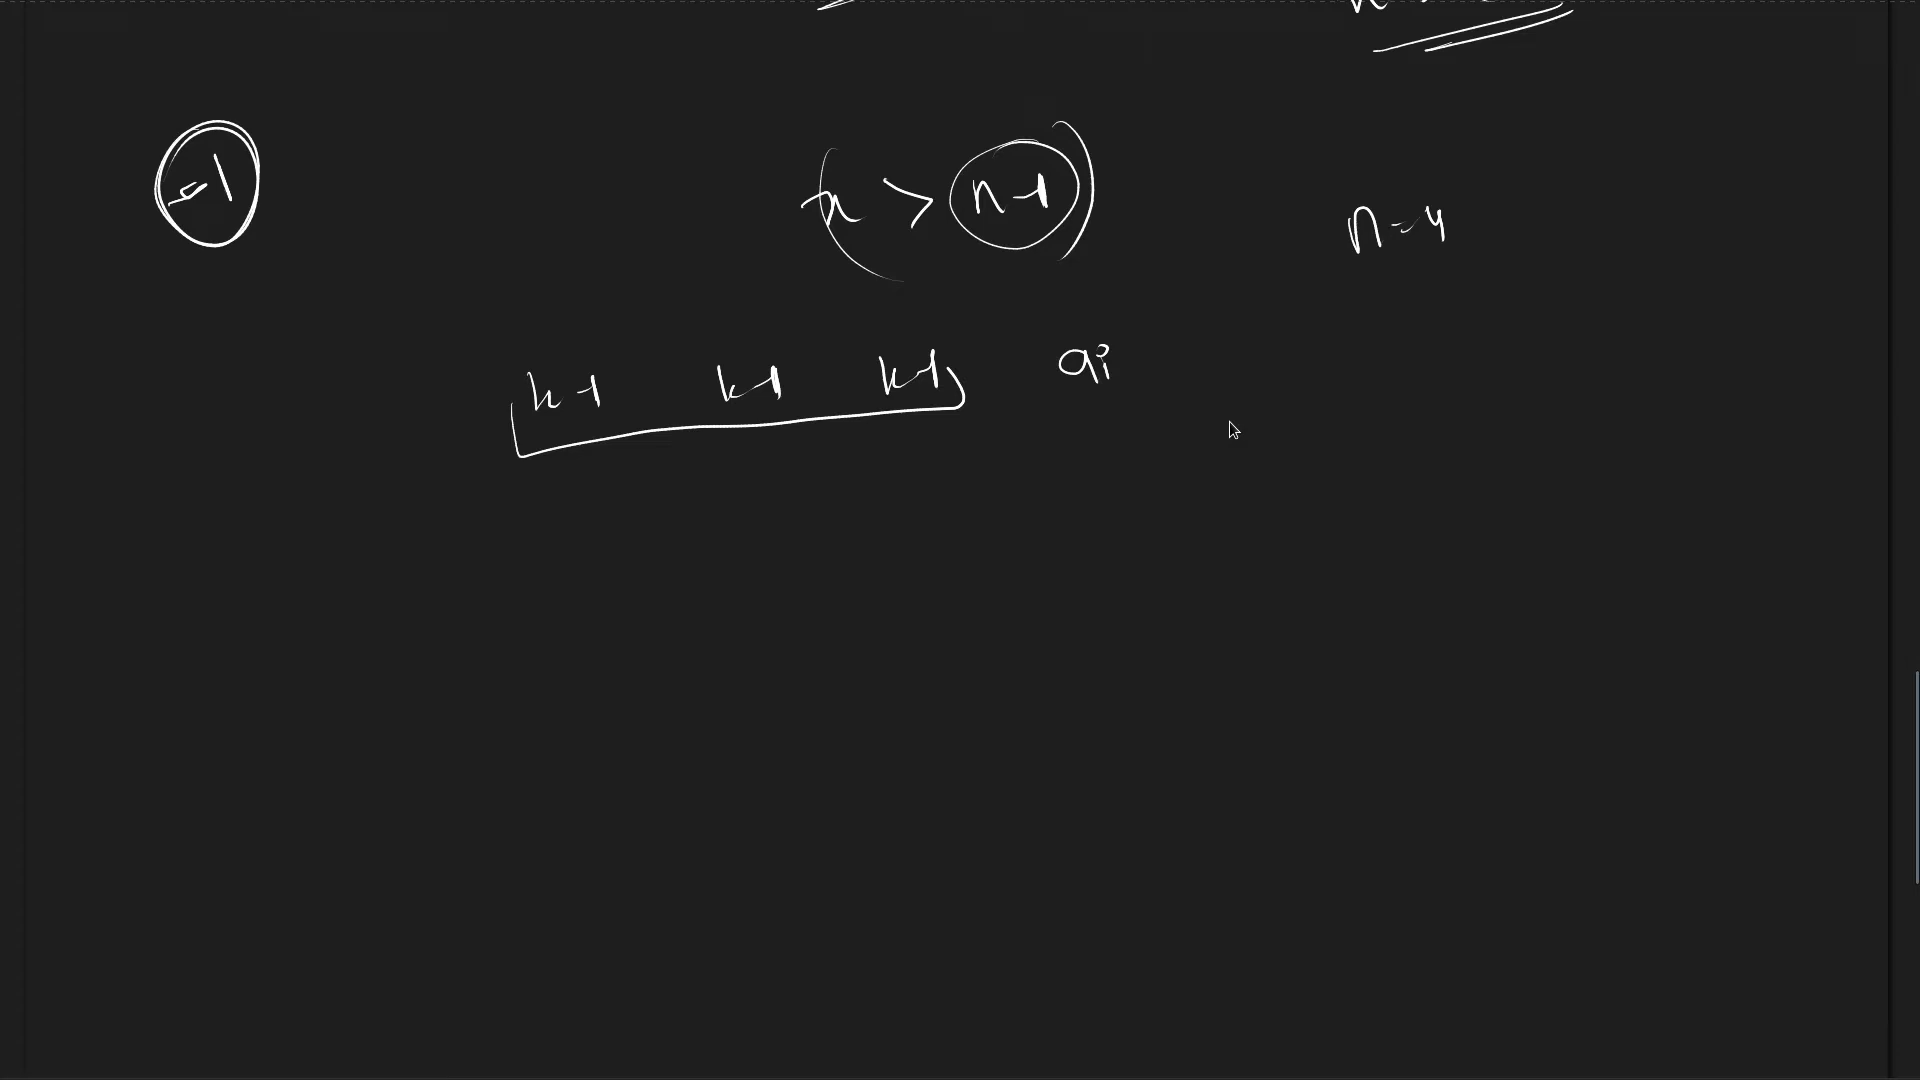 =1
x > n-1
n=4
k-1 k-1 k-1 ai